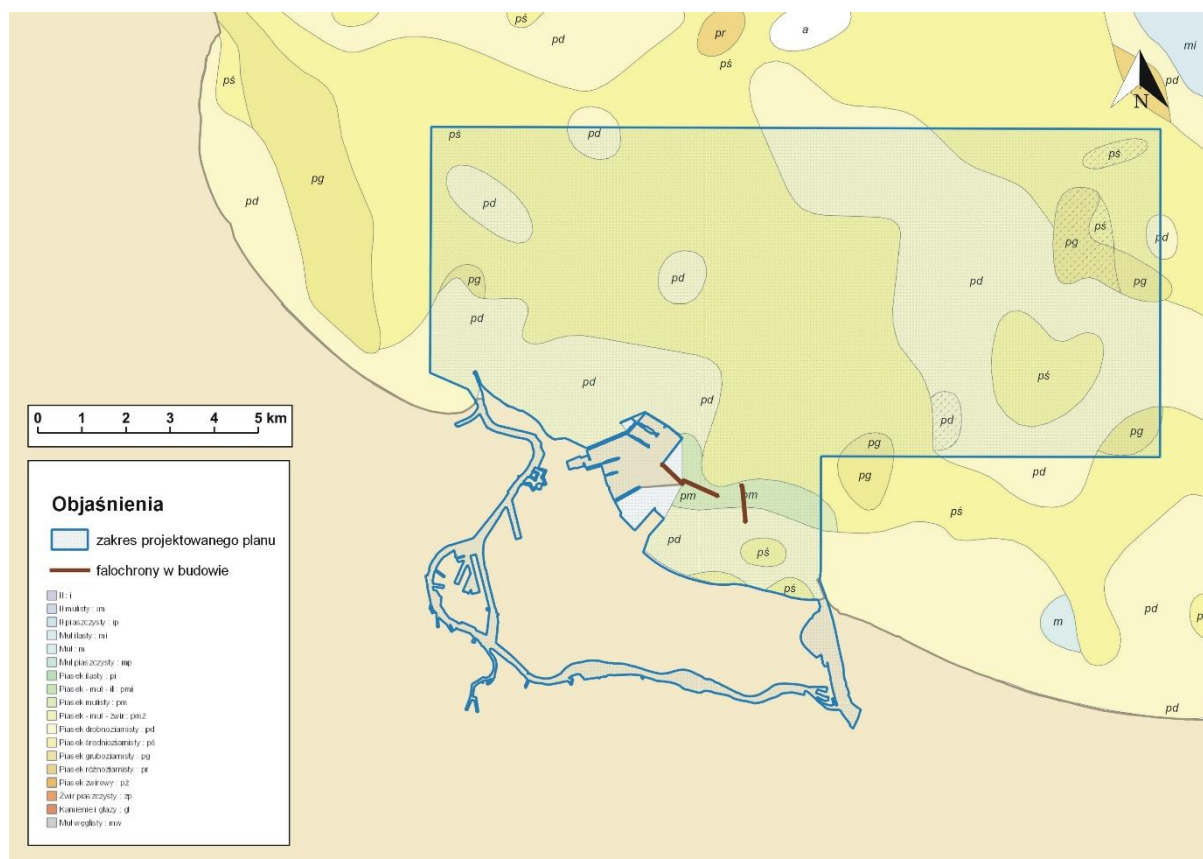 pś
pd
pr
pś
a
mi
pd
N
pś
pg
pd
pś
pd
pś
pd
pg
pś
pd
pg
pd
pd
pg
pd
pg
pd
pś
pd
pd
pg
pg
pd
pm
pm
pś
pd
pś
pś
m
pd
pd
0 1 2 3 4 5 km
Objaśnienia
zakres projektowanego planu
falochrony w budowie
Ił : i
Ił mulisty : im
Ił piaszczysty : ip
Muł ilasty : mi
Muł : m
Muł piaszczysty : mp
Piasek ilasty : pi
Piasek - muł - ił : pmi
Piasek mulisty : pm
Piasek - muł - żwir : pmż
Piasek drobnoziarnisty : pd
Piasek średnioziarnisty : pś
Piasek gruboziarnisty : pg
Piasek różnoziarnisty : pr
Piasek żwirowy : pż
Żwir piaszczysty : żp
Kamienie i głazy : gł
Muł węglisty : mw